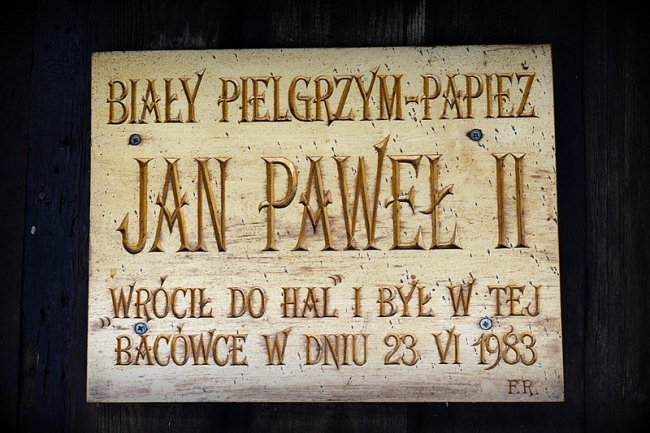 BIAŁY PIELGRZYM-PAPIEŻ
JAN PAWEŁ II
WRÓCIŁ DO HAL I BYŁ W TEJ
BACÓWCE W DNIU 23 VI 1983
F.R.